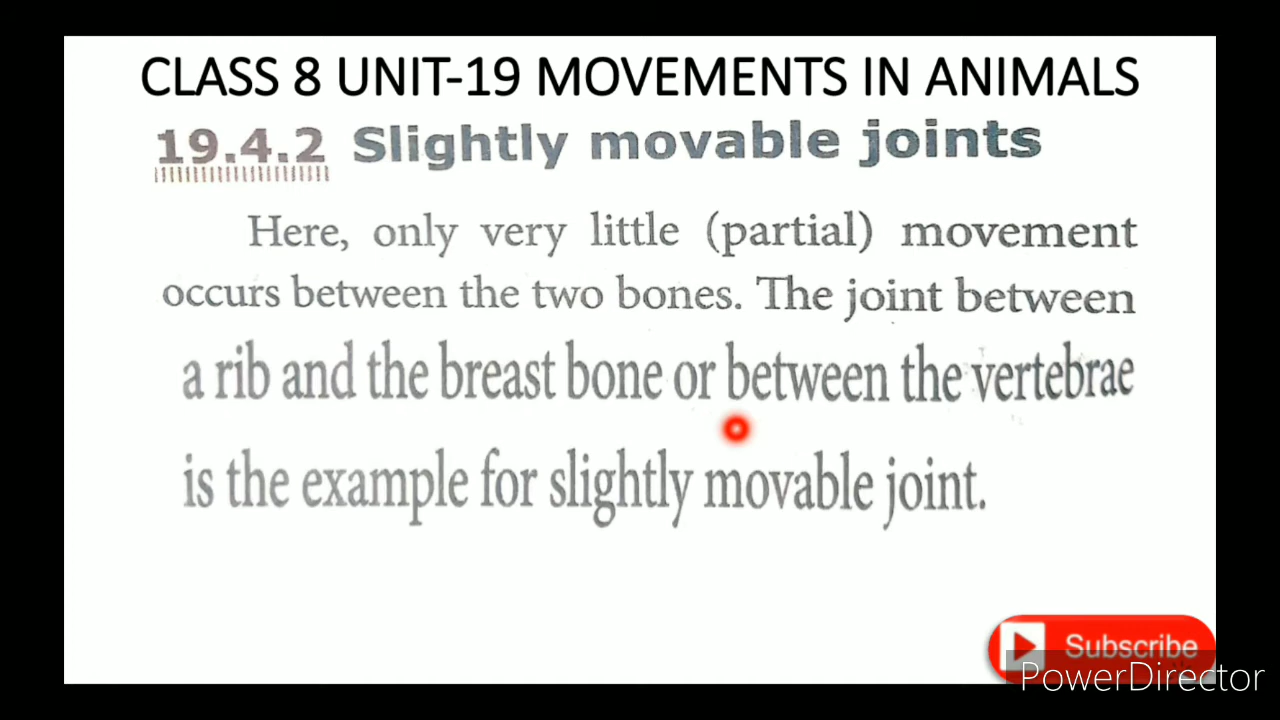 CLASS 8 UNIT-19 MOVEMENTS IN ANIMALS
19.4.2 Slightly movable joints
Here, only very little (partial) movement
occurs between the two bones. The joint between
a rib and the breast bone or between the vertebrae
is the example for slightly movable joint.
Subscribe
PowerDirector